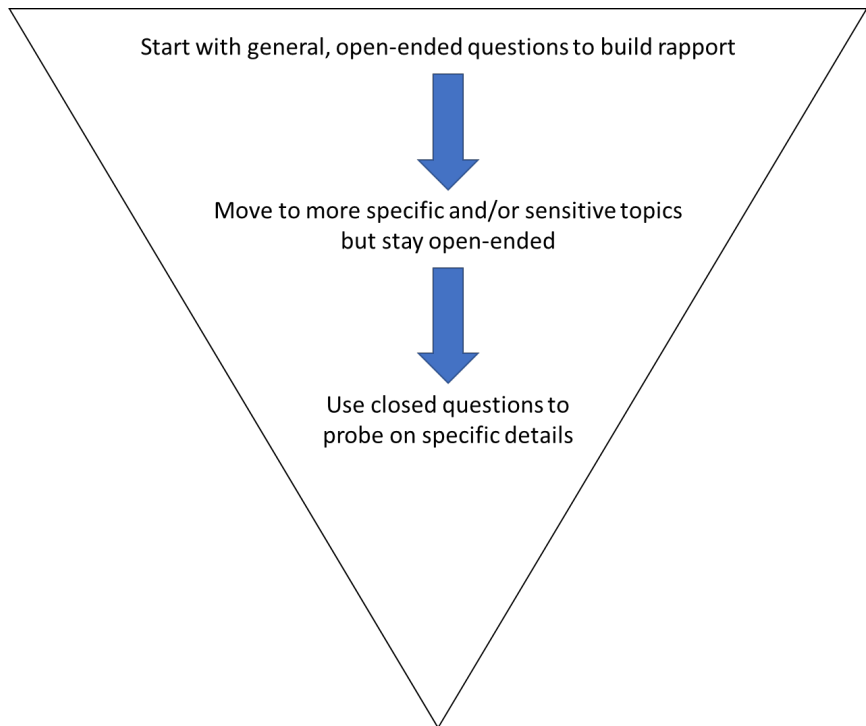 Start with general, open-ended questions to build rapport
Move to more specific and/or sensitive topics
but stay open-ended
Use closed questions to
probe on specific details